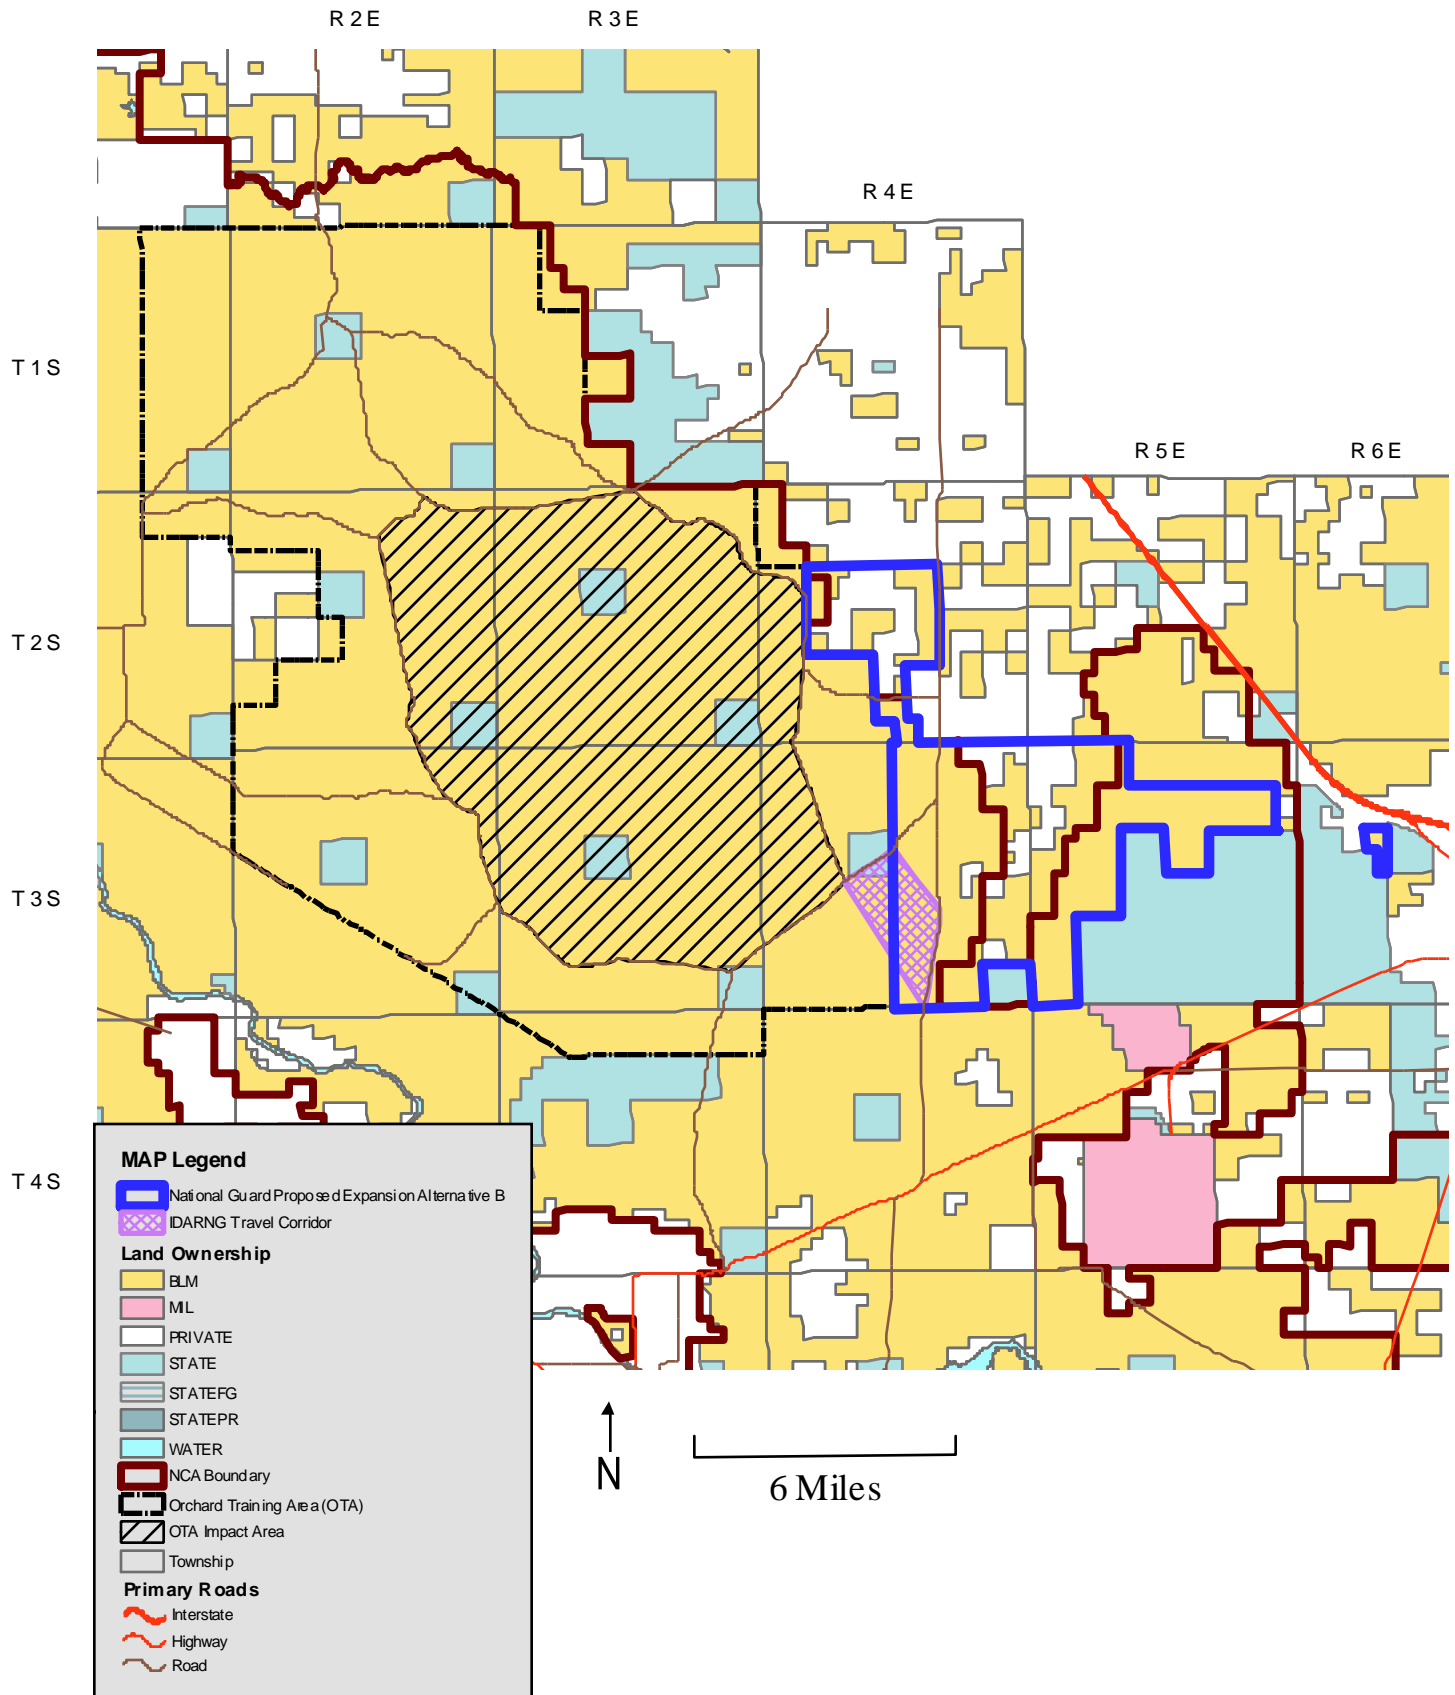 R 2 E
R 3 E
R 4 E
T 1 S
R 5 E
R 6 E
T 2 S
T 3 S
T 4 S
MAP Legend
National Guard Proposed Expansion Alternative B
IDARNG Travel Corridor
Land Ownership
BLM
MIL
PRIVATE
STATE
STATEFG
STATEPR
WATER
NCA Boundary
Orchard Training Area (OTA)
OTA Impact Area
Township
Primary Roads
Interstate
Highway
Road
N
6 Miles